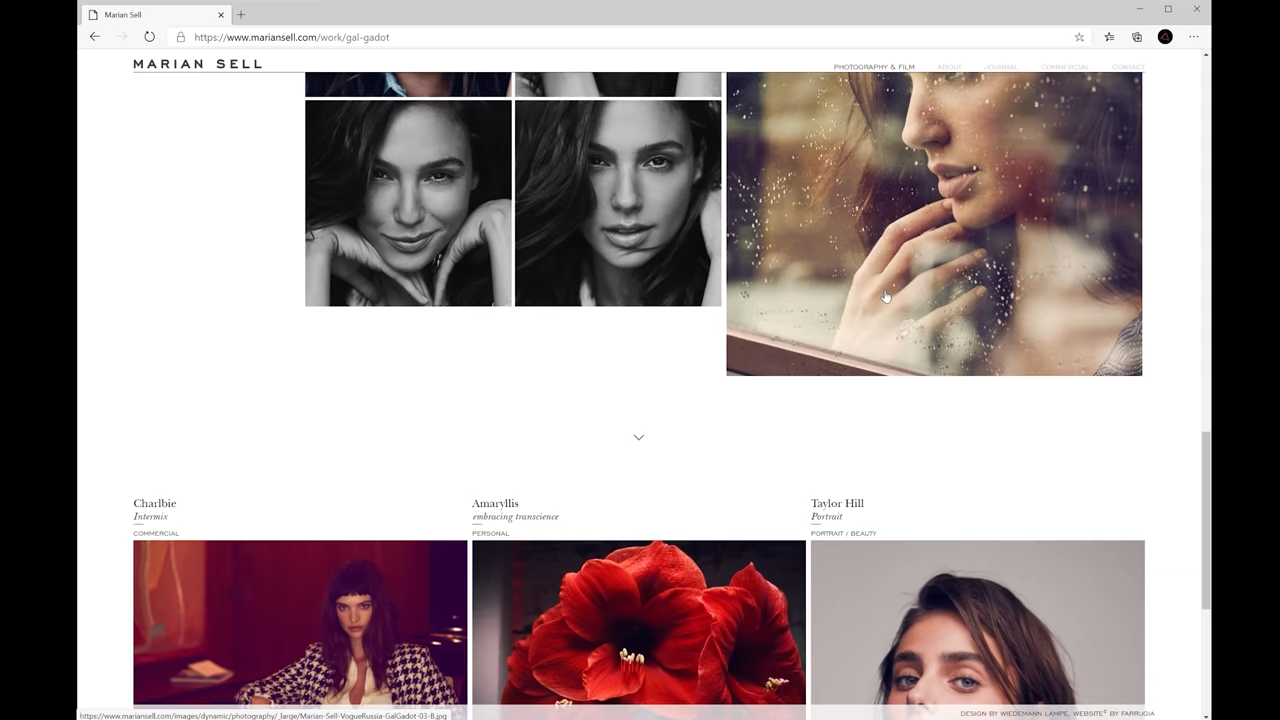 Marian Sell
https://www.mariansell.com/work/gal-gadot
MARIAN SELL
PHOTOGRAPHY & FILM ABOUT JOURNAL COMMERCIAL CONTACT
Charlbie Amaryllis Taylor Hill
Intermix embracing transcience Portrait
COMMERCIAL PERSONAL PORTRAIT / BEAUTY
https://www.mariansell.com/images/dynamic/photography/_large/Marian-Sell-VogueRussia-GalGadot-03-B.jpg
DESIGN BY WIEDEMANN LAMPE, WEBSITE² BY FARRUGIA